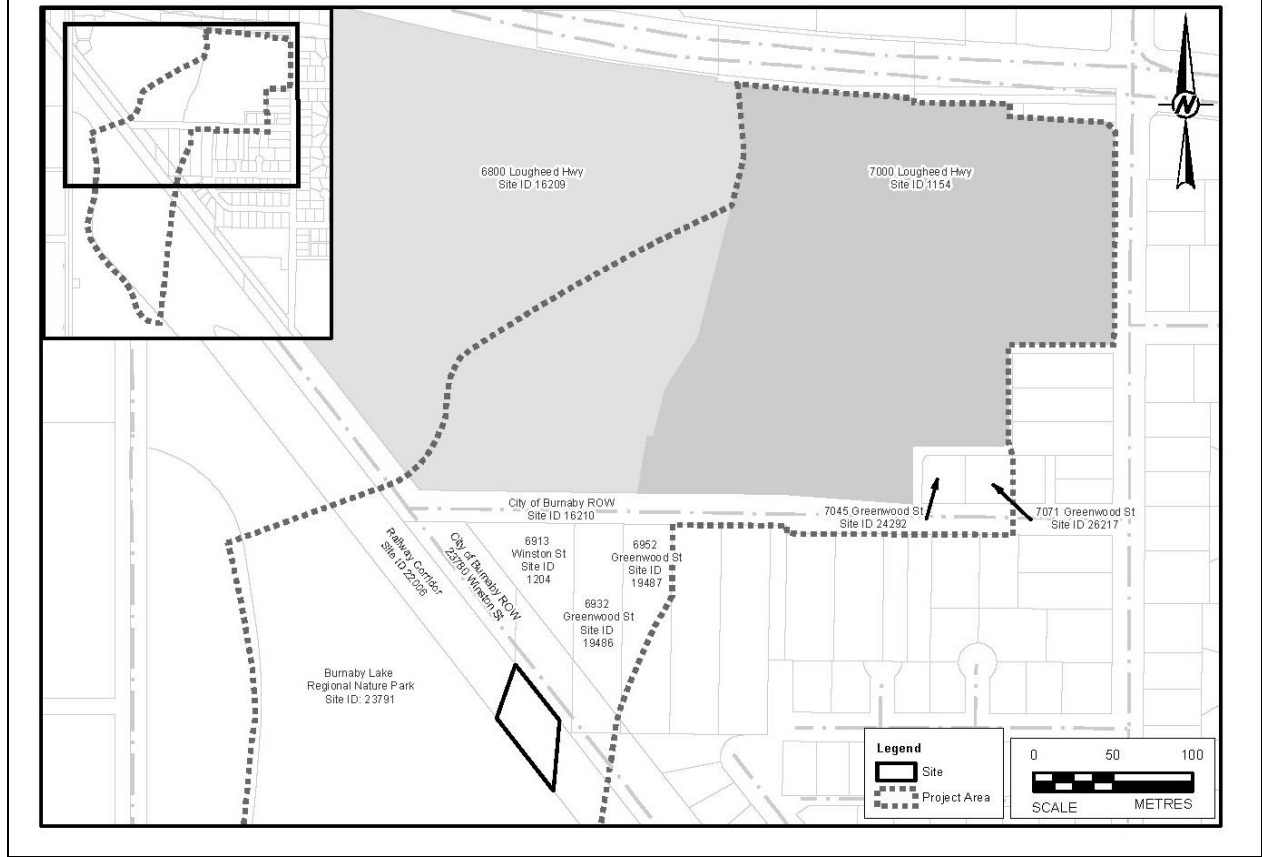 N
6800 Lougheed Hwy
Site ID 16209
7000 Lougheed Hwy
Site ID 1154
City of Burnaby ROW
Site ID 16210
7045 Greenwood St
Site ID 24292
7071 Greenwood St
Site ID 26217
Railway Corridor
Site ID 22006
City of Burnaby ROW
23786 Winston St
6913
Winston St
Site ID
1204
6952
Greenwood St
Site ID
19487
6932
Greenwood St
Site ID
19486
Burnaby Lake
Regional Nature Park
Site ID: 23791
Legend
Site
Project Area
0 50 100
SCALE METRES